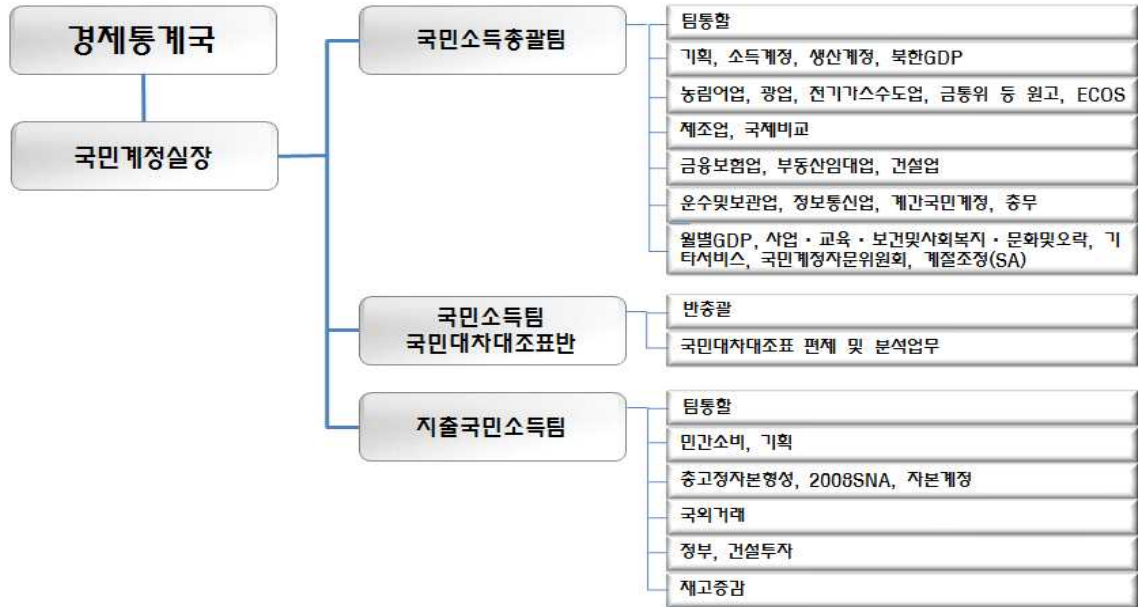 경제통계국
국민계정실장
국민소득총괄팀
팀통할
기획, 소득계정, 생산계정, 북한GDP
농림어업, 광업, 전기가스수도업, 금통위 등 원고, ECOS
제조업, 국제비교
금융보험업, 부동산임대업, 건설업
운수및보관업, 정보통신업, 계간국민계정, 총무
월별GDP, 사업・교육・보건및사회복지・문화및오락, 기
타서비스, 국민계정자문위원회, 계절조정(SA)
국민소득팀
국민대차대조표반
반총괄
국민대차대조표 편제 및 분석업무
지출국민소득팀
팀통할
민간소비, 기획
총고정자본형성, 2008SNA, 자본계정
국외거래
정부, 건설투자
재고증감